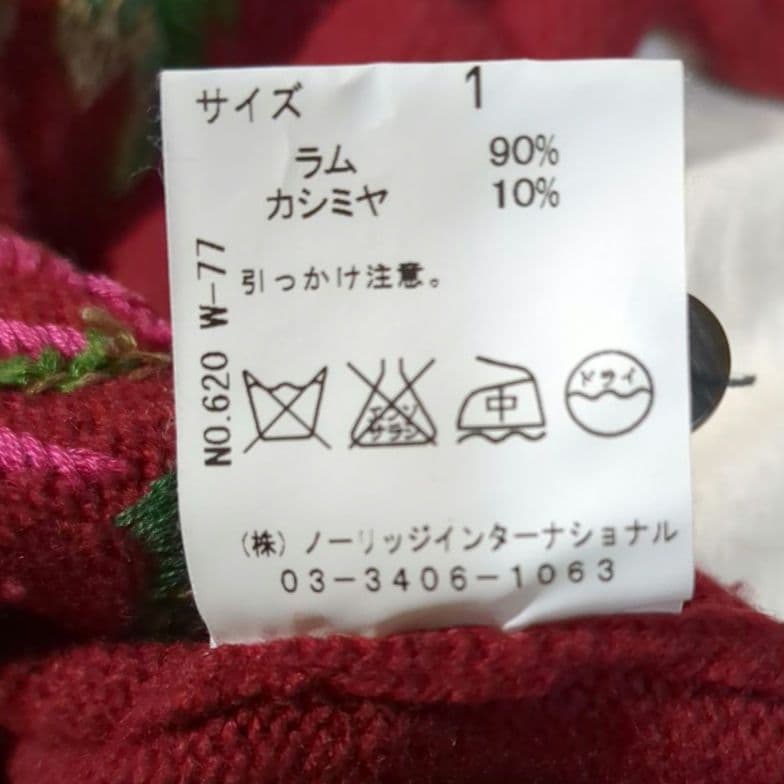 サイズ 1
ラム 90%
カシミヤ 10%
引っかけ注意。
NO.620 W-77
エンソ
サラシ
中
ドライ
(株)ノーリッジインターナショナル
03-3406-1063